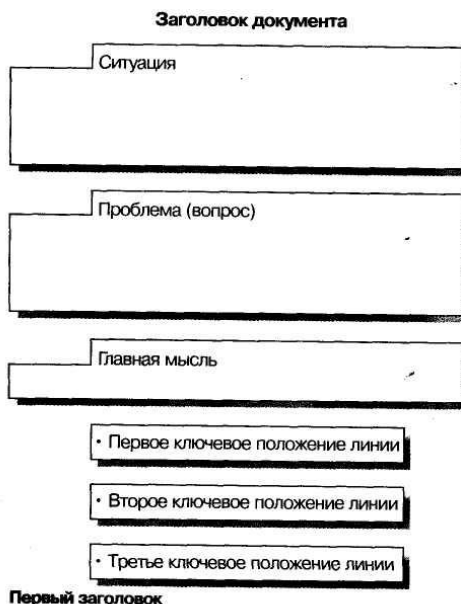 Заголовок документа
Ситуация
Проблема (вопрос)
Главная мысль
• Первое ключевое положение линии
• Второе ключевое положение линии
• Третье ключевое положение линии
Первый заголовок